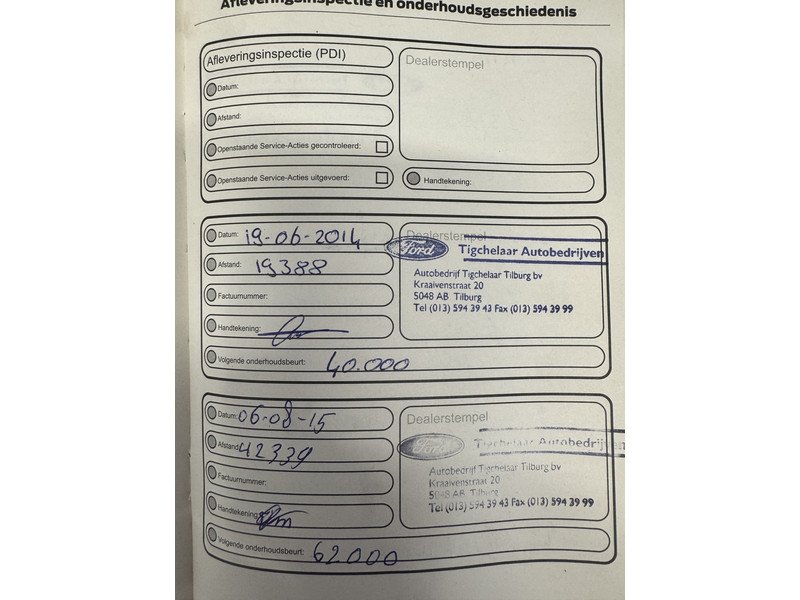 Afleveringsinspectie en onderhoudsgeschiedenis
Afleveringsinspectie (PDI)
Dealerstempel
Datum:
Afstand:
Openstaande Service-Acties gecontroleerd:
Openstaande Service-Acties uitgevoerd:
Handtekening:
Datum: 19-06-2014
Dealerstempel
Ford Tigchelaar Autobedrijven
Afstand: 19388
Autobedrijf Tigchelaar Tilburg bv
Kraaivenstraat 20
Factuurnummer:
5048 AB Tilburg
Tel (013) 594 39 43 Fax (013) 594 39 99
Handtekening:
Volgende onderhoudsbeurt: 40.000
Datum: 06-08-15
Dealerstempel
Ford Tigchelaar Autobedrijven
Afstand: 42339
Autobedrijf Tigchelaar Tilburg bv
Kraaivenstraat 20
Factuurnummer:
5048 AB Tilburg
Tel (013) 594 39 43 Fax (013) 594 39 99
Handtekening:
Volgende onderhoudsbeurt: 62000